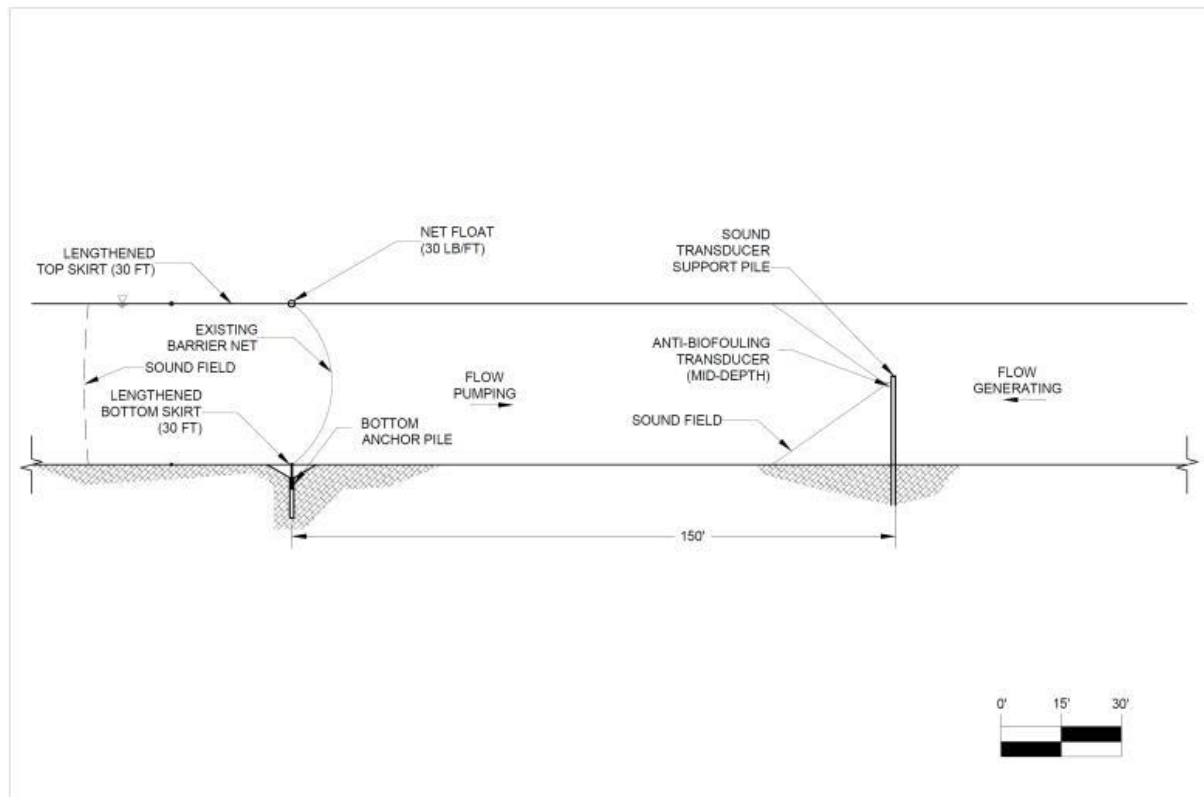 NET FLOAT
(30 LB/FT)
SOUND
TRANSDUCER
SUPPORT PILE
LENGTHENED
TOP SKIRT (30 FT)
EXISTING
BARRIER NET
SOUND FIELD
LENGTHENED
BOTTOM SKIRT
(30 FT)
BOTTOM
ANCHOR PILE
FLOW
PUMPING
ANTI-BIOFOULING
TRANSDUCER
(MID-DEPTH)
SOUND FIELD
FLOW
GENERATING
150'
0' 15' 30'